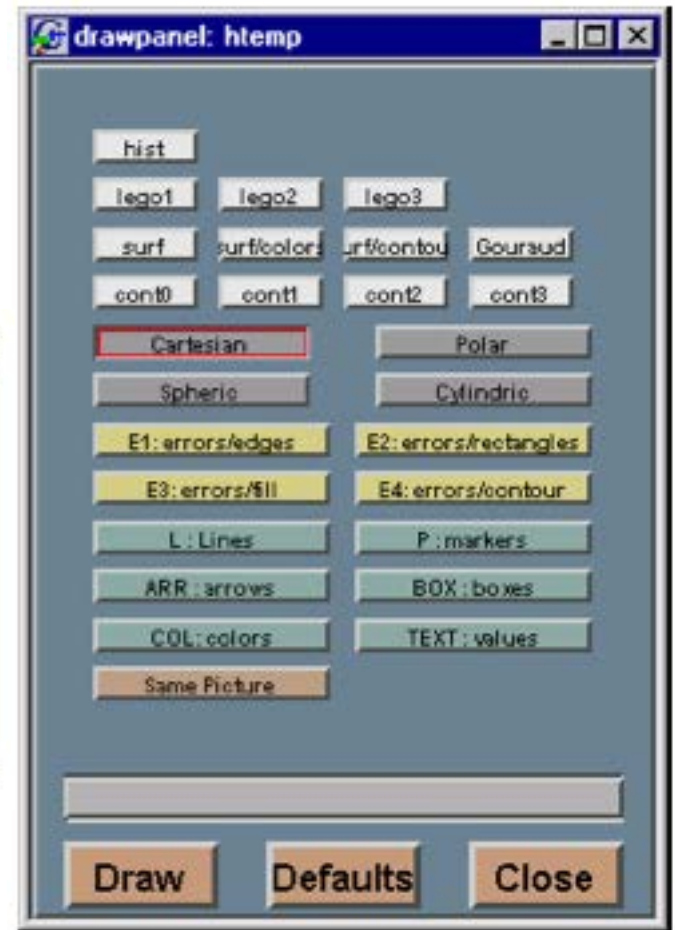 drawpanel: htemp
hist
lego1 lego2 lego3
surf surf/colors urf/contou Gouraud
cont0 cont1 cont2 cont3
Cartesian Polar
Spheric Cylindric
E1: errors/edges E2: errors/rectangles
E3: errors/fill E4: errors/contour
L : Lines P : markers
ARR : arrows BOX : boxes
COL : colors TEXT : values
Same Picture
Draw Defaults Close